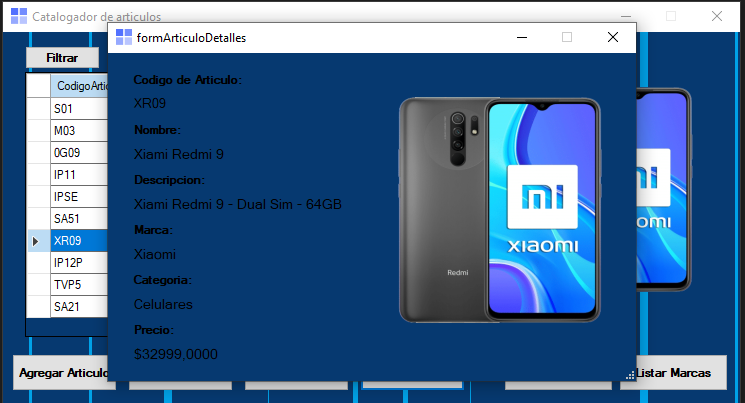 Catalogador de articulos
formArticuloDetalles
Filtrar
CodigoArtic
S01
M03
0G09
IP11
IPSE
SA51
XR09
IP12P
TVP5
SA21
Codigo de Articulo:
XR09
Nombre:
Xiami Redmi 9
Descripcion:
Xiami Redmi 9 - Dual Sim - 64GB
Marca:
Xiaomi
Categoria:
Celulares
Precio:
$32999,0000
Redmi
mi
xiaomi
mi
xiaomi
Agregar Articulo
Listar Marcas